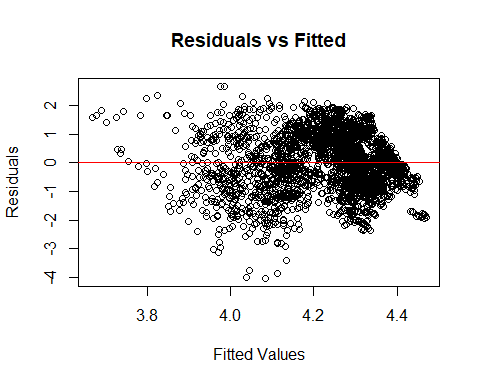 Residuals vs Fitted
Residuals
2
1
0
-1
-2
-3
-4
3.8 4.0 4.2 4.4
Fitted Values